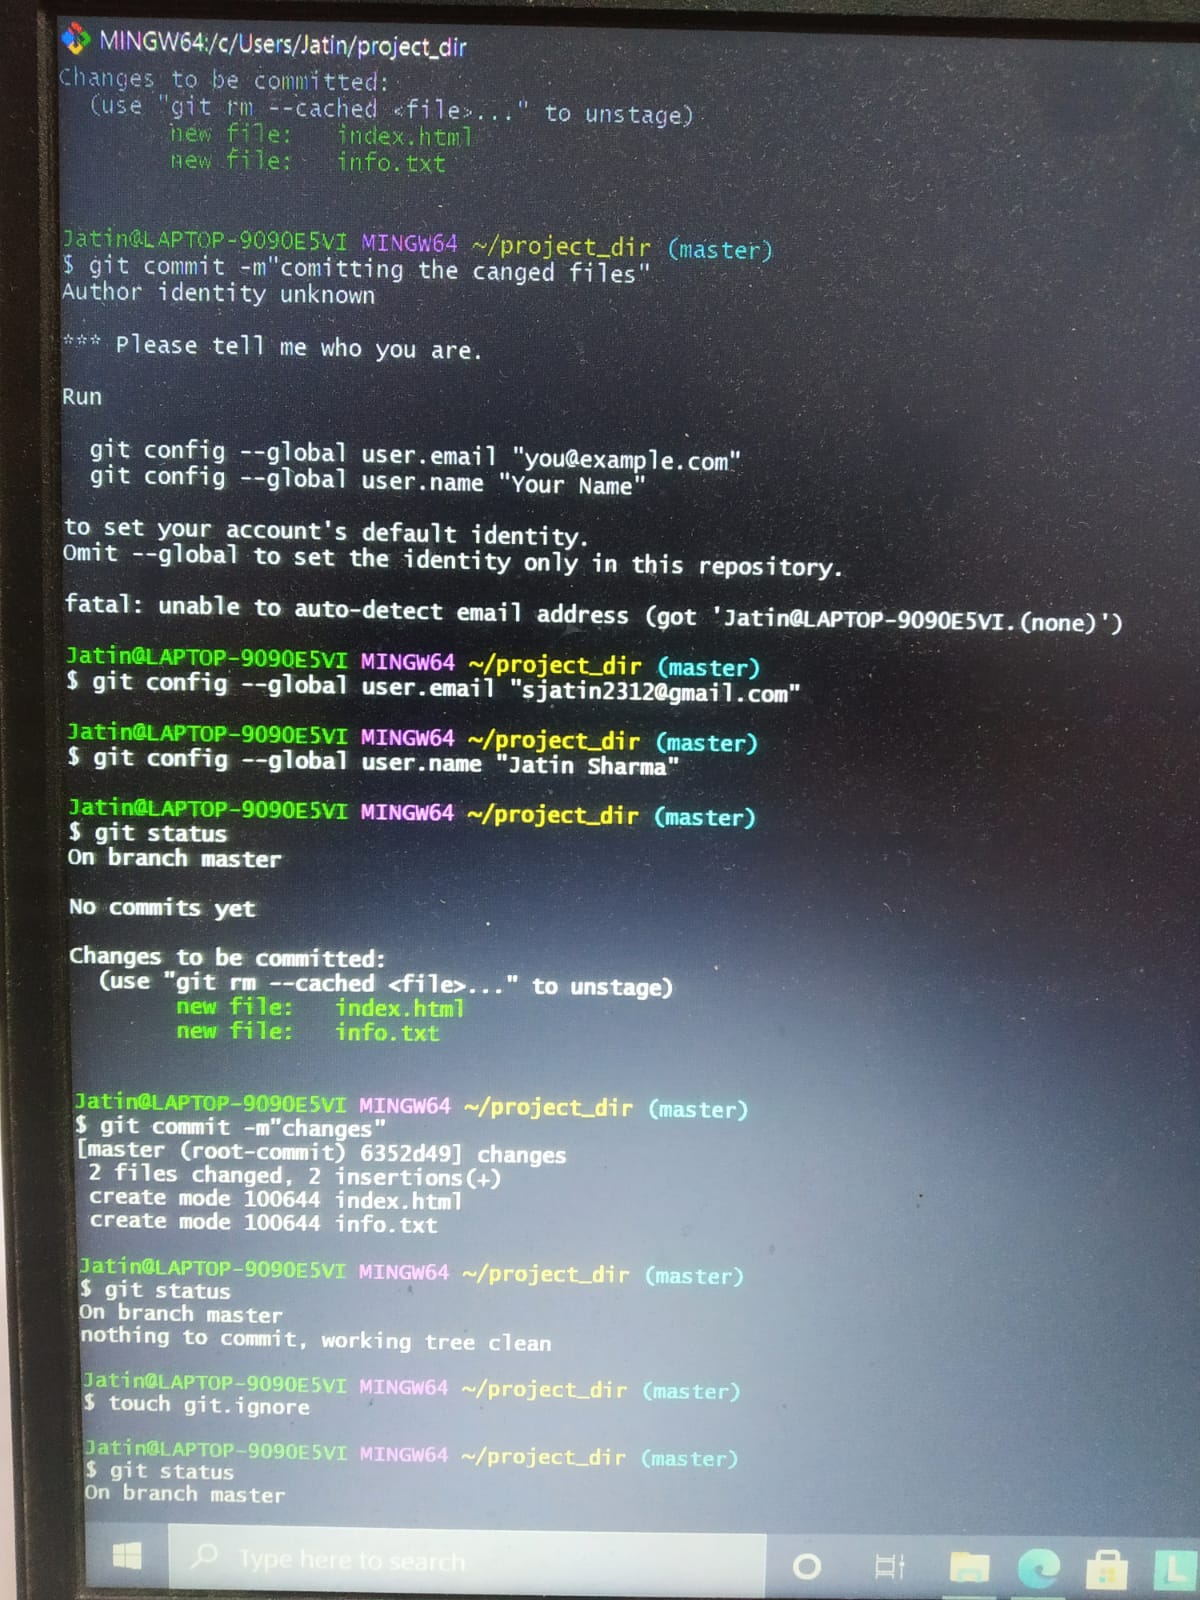 MINGW64:/c/Users/Jatin/project_dir
Changes to be committed:
(use "git rm --cached <file>..." to unstage)
new file: index.html
new file: info.txt
Jatin@LAPTOP-9090E5VI MINGW64 ~/project_dir (master)
$ git commit -m"comitting the canged files"
Author identity unknown
*** Please tell me who you are.
Run
git config --global user.email "you@example.com"
git config --global user.name "Your Name"
to set your account's default identity.
Omit --global to set the identity only in this repository.
fatal: unable to auto-detect email address (got 'Jatin@LAPTOP-9090E5VI.(none)')
Jatin@LAPTOP-9090E5VI MINGW64 ~/project_dir (master)
$ git config --global user.email "sjatin2312@gmail.com"
Jatin@LAPTOP-9090E5VI MINGW64 ~/project_dir (master)
$ git config --global user.name "Jatin Sharma"
Jatin@LAPTOP-9090E5VI MINGW64 ~/project_dir (master)
$ git status
On branch master
No commits yet
Changes to be committed:
(use "git rm --cached <file>..." to unstage)
new file: index.html
new file: info.txt
Jatin@LAPTOP-9090E5VI MINGW64 ~/project_dir (master)
$ git commit -m"changes"
[master (root-commit) 6352d49] changes
2 files changed, 2 insertions(+)
create mode 100644 index.html
create mode 100644 info.txt
Jatin@LAPTOP-9090E5VI MINGW64 ~/project_dir (master)
$ git status
On branch master
nothing to commit, working tree clean
Jatin@LAPTOP-9090E5VI MINGW64 ~/project_dir (master)
$ touch git.ignore
Jatin@LAPTOP-9090E5VI MINGW64 ~/project_dir (master)
$ git status
On branch master
Type here to search
L